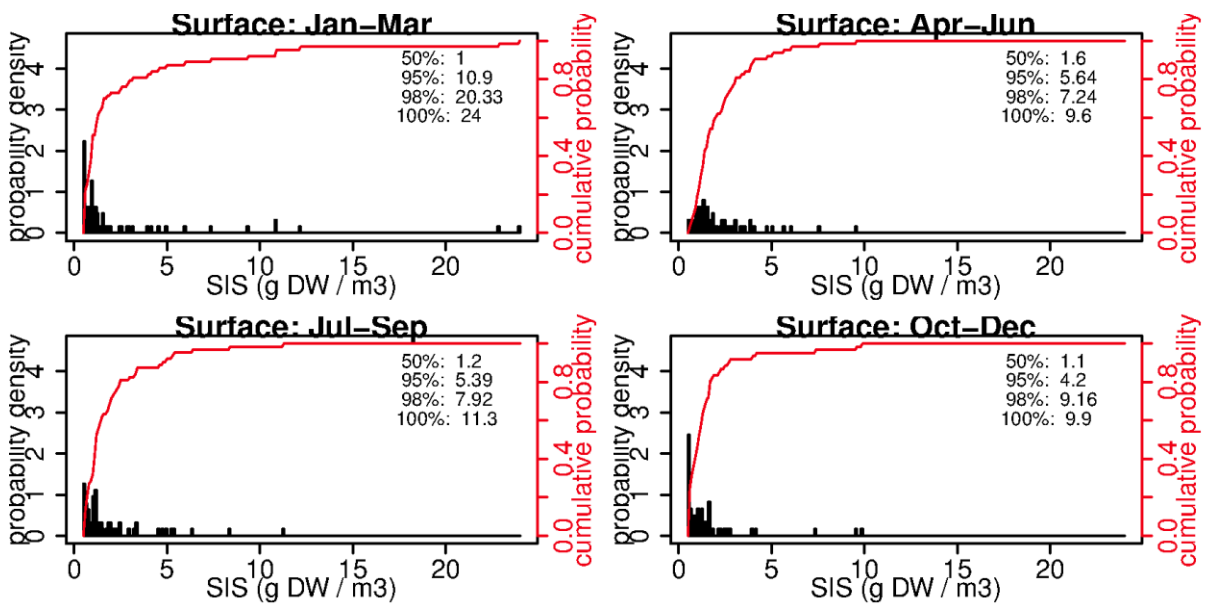 Surface: Jan-Mar
probability density
0 1 2 3 4
50%: 1
95%: 10.9
98%: 20.33
100%: 24
0.0 0.4 0.8
cumulative probability
0 5 10 15 20
SIS (g DW / m3)
Surface: Apr-Jun
probability density
0 1 2 3 4
50%: 1.6
95%: 5.64
98%: 7.24
100%: 9.6
0.0 0.4 0.8
cumulative probability
0 5 10 15 20
SIS (g DW / m3)
Surface: Jul-Sep
probability density
0 1 2 3 4
50%: 1.2
95%: 5.39
98%: 7.92
100%: 11.3
0.0 0.4 0.8
cumulative probability
0 5 10 15 20
SIS (g DW / m3)
Surface: Oct-Dec
probability density
0 1 2 3 4
50%: 1.1
95%: 4.2
98%: 9.16
100%: 9.9
0.0 0.4 0.8
cumulative probability
0 5 10 15 20
SIS (g DW / m3)